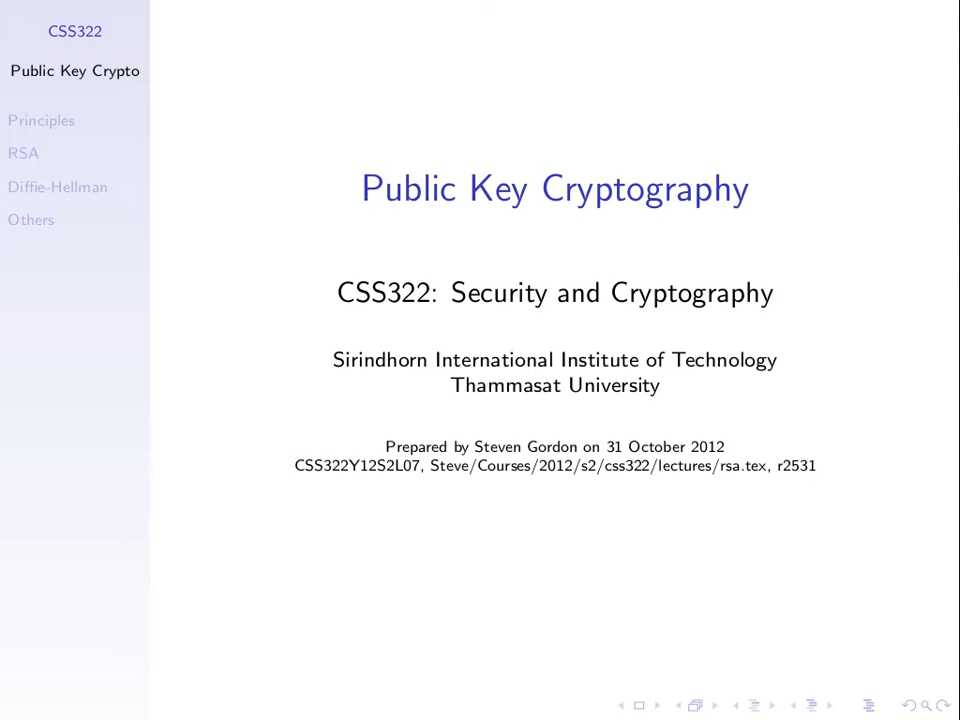 CSS322
Public Key Crypto
Principles
RSA
Diffie-Hellman
Others
Public Key Cryptography
CSS322: Security and Cryptography
Sirindhorn International Institute of Technology
Thammasat University
Prepared by Steven Gordon on 31 October 2012
CSS322Y12S2L07, Steve/Courses/2012/s2/css322/lectures/rsa.tex, r2531